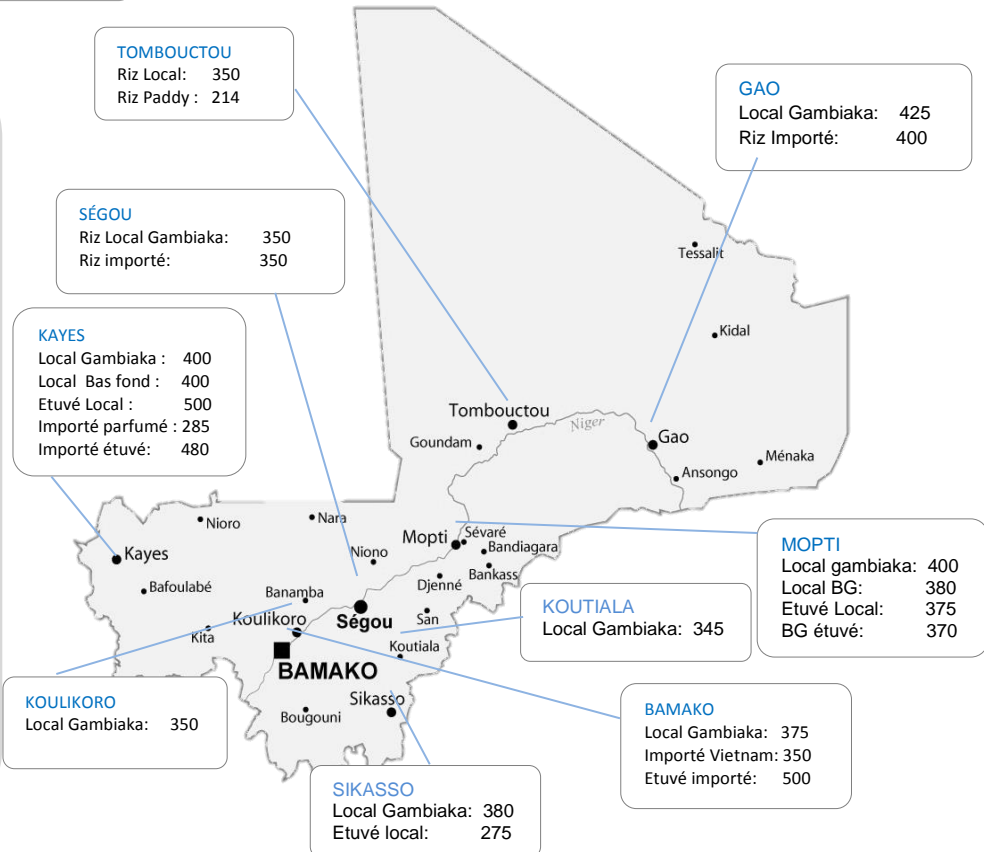 TOMBOUCTOU
Riz Local: 350
Riz Paddy : 214
GAO
Local Gambiaka: 425
Riz Importé: 400
SÉGOU
Riz Local Gambiaka: 350
Riz importé: 350
KAYES
Local Gambiaka : 400
Local Bas fond : 400
Etuvé Local : 500
Importé parfumé : 285
Importé étuvé: 480
Tessalit
Kidal
Tombouctou
Niger
Goundam
Gao
Ménaka
Ansongo
Nioro
Nara
Mopti
Sévaré
Bandiagara
Kayes
Niono
Bankass
Djenné
Bafoulabé
Banamba
Ségou
San
Koulikoro
Kita
Koutiala
BAMAKO
Sikasso
Bougouni
MOPTI
Local gambiaka: 400
Local BG: 380
Etuvé Local: 375
BG étuvé: 370
KOUTIALA
Local Gambiaka: 345
KOULIKORO
Local Gambiaka: 350
BAMAKO
Local Gambiaka: 375
Importé Vietnam: 350
Etuvé importé: 500
SIKASSO
Local Gambiaka: 380
Etuvé local: 275